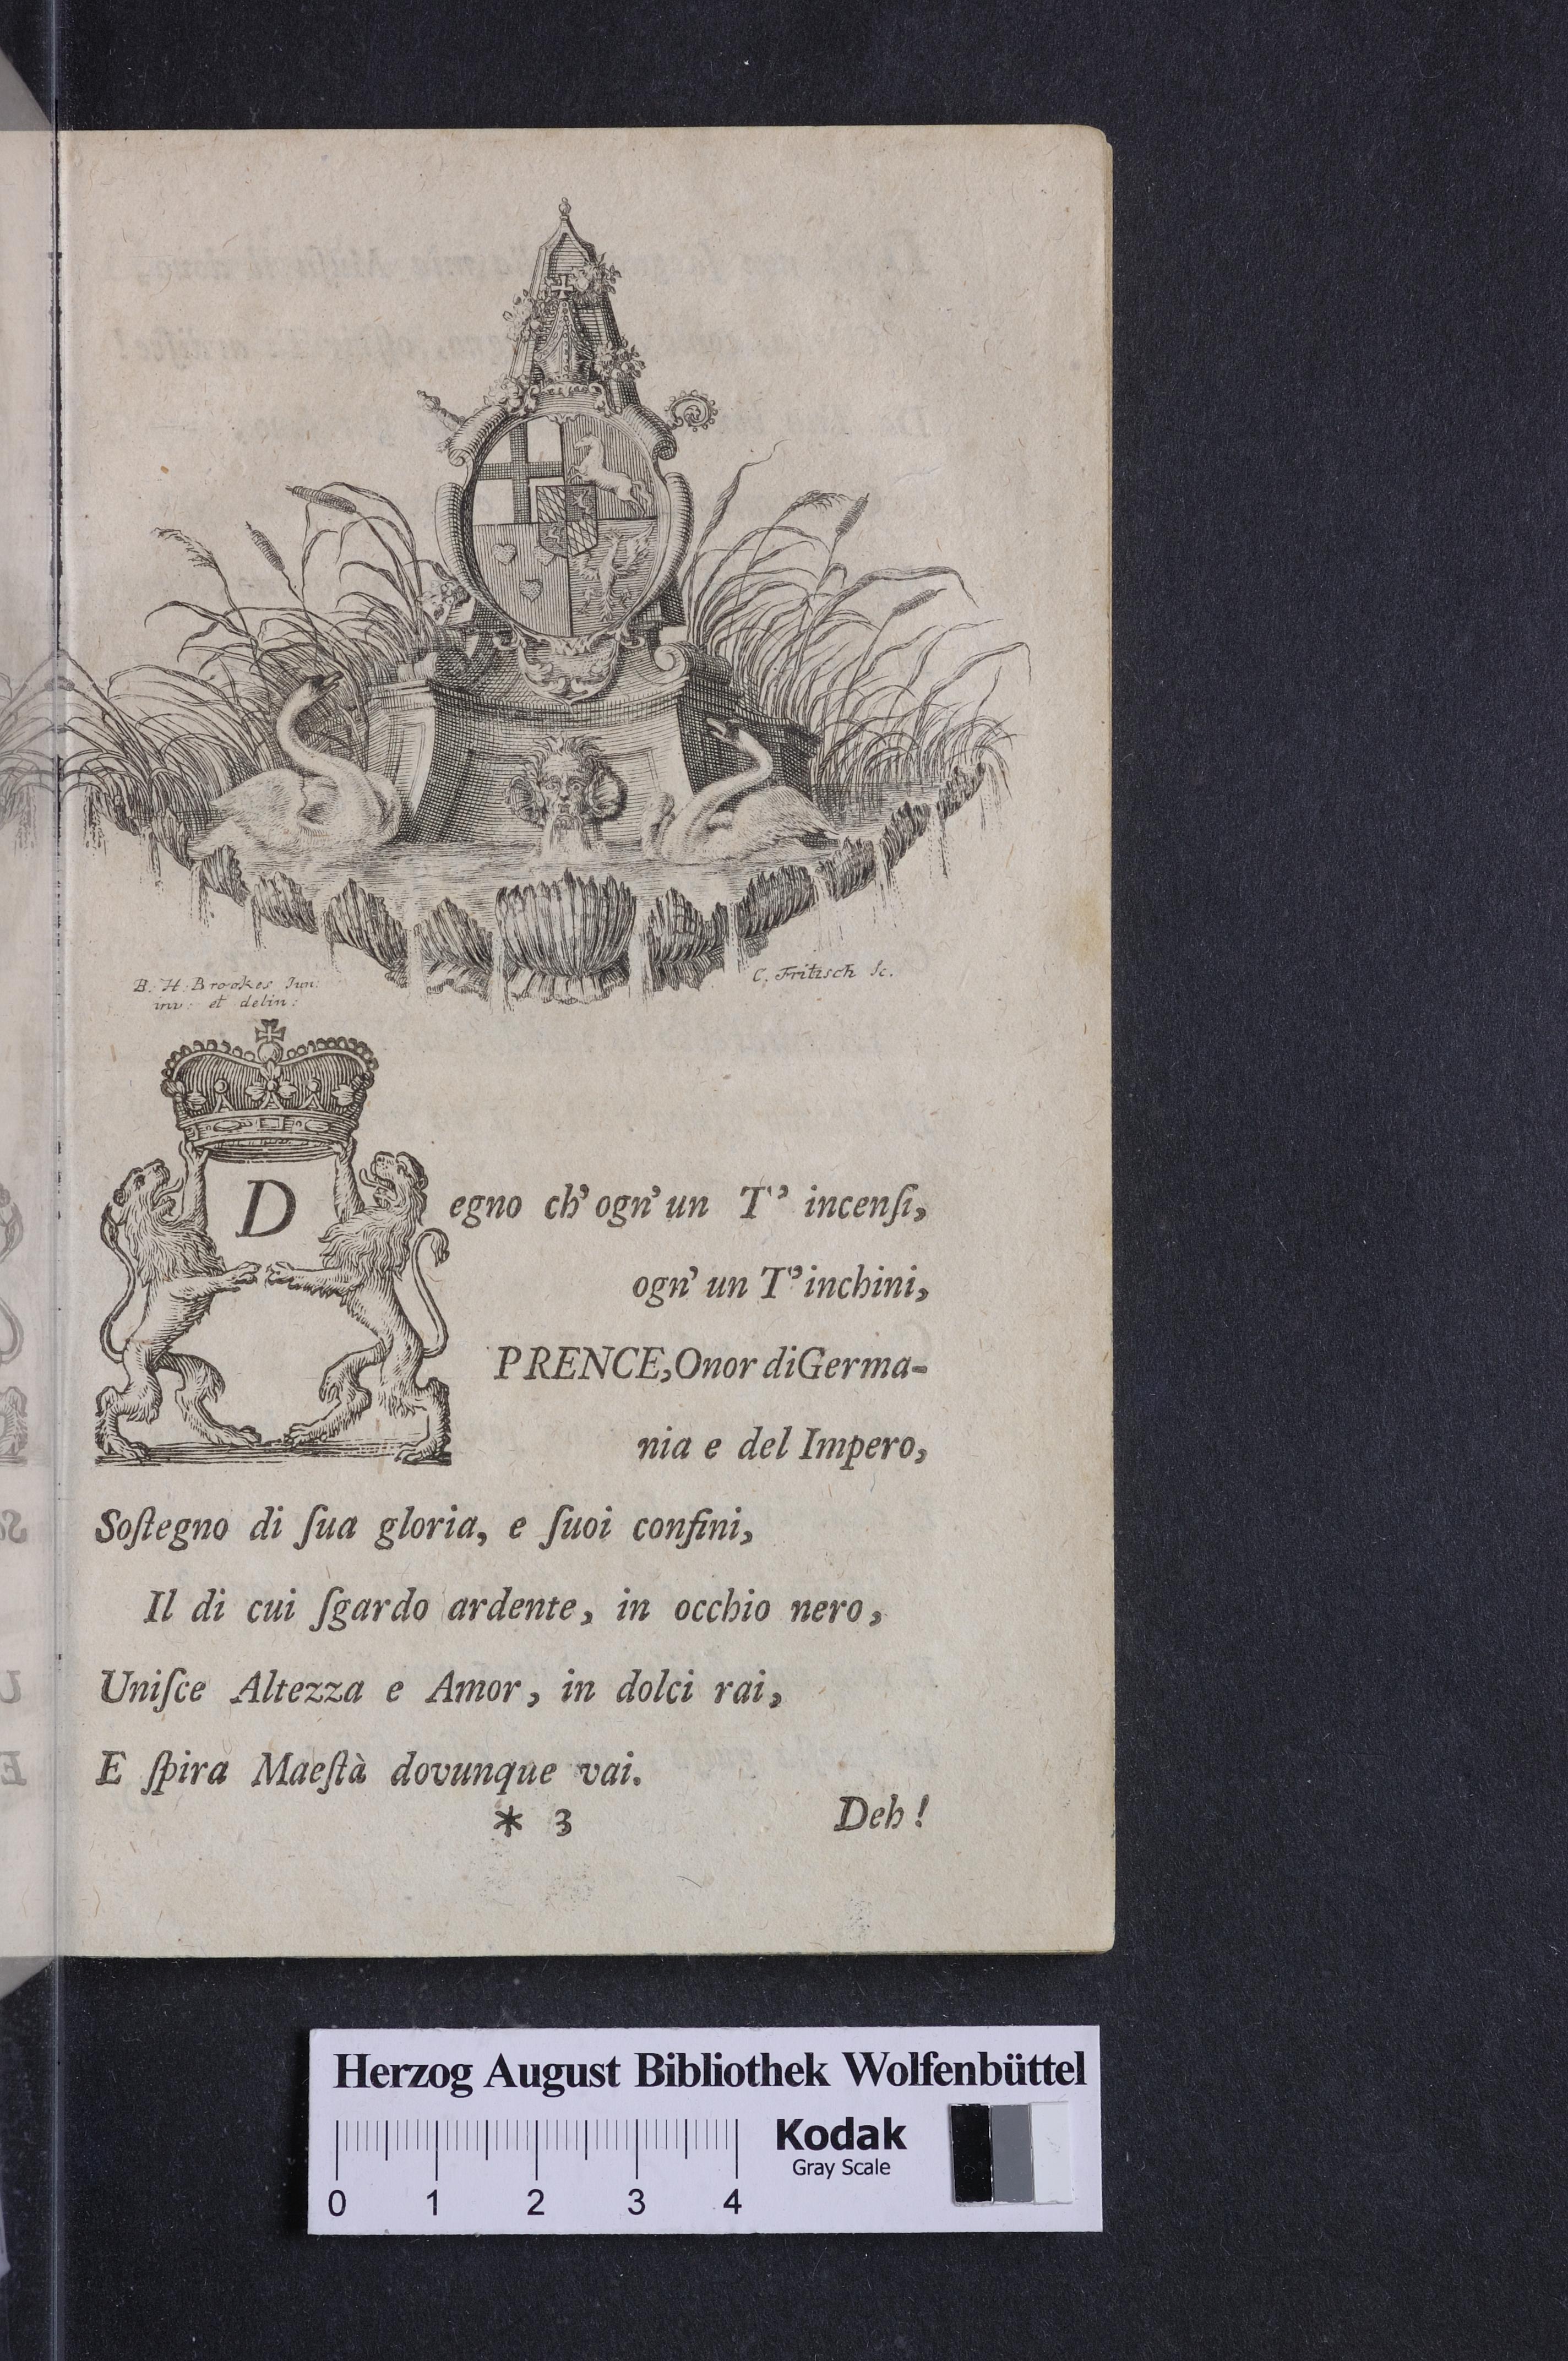 B. H. Brookes Jun:
inv: et delin:
C. Fritzsch Sc.
Degno ch' ogn' un T' incenſi,
ogn' un T' inchini,
PRENCE, Onor di Germa-
nia e del Impero,
Soſtegno di ſua gloria, e ſuoi confini,
Il di cui ſgardo ardente, in occhio nero,
Uniſce Altezza e Amor, in dolci rai,
E ſpira Maeſtà dovunque vai.
* 3 Deh!
Herzog August Bibliothek Wolfenbüttel
Kodak
Gray Scale
0 1 2 3 4